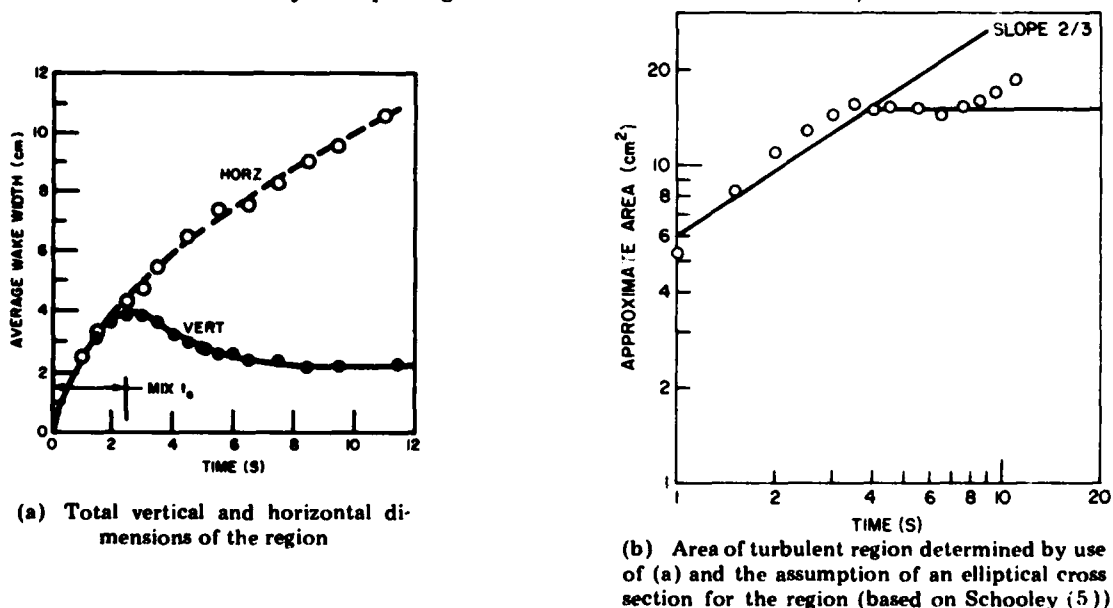 12
10
8
6
4
2
0
AVERAGE WAKE WIDTH (cm)
HORZ
VERT
MIX t₀
0 2 4 6 8 10 12
TIME (S)
(a) Total vertical and horizontal di-
mensions of the region
SLOPE 2/3
20
10
8
6
4
2
1
APPROXIMATE AREA (cm²)
1 2 4 6 8 10 20
TIME (S)
(b) Area of turbulent region determined by use
of (a) and the assumption of an elliptical cross
section for the region (based on Schooley (5))